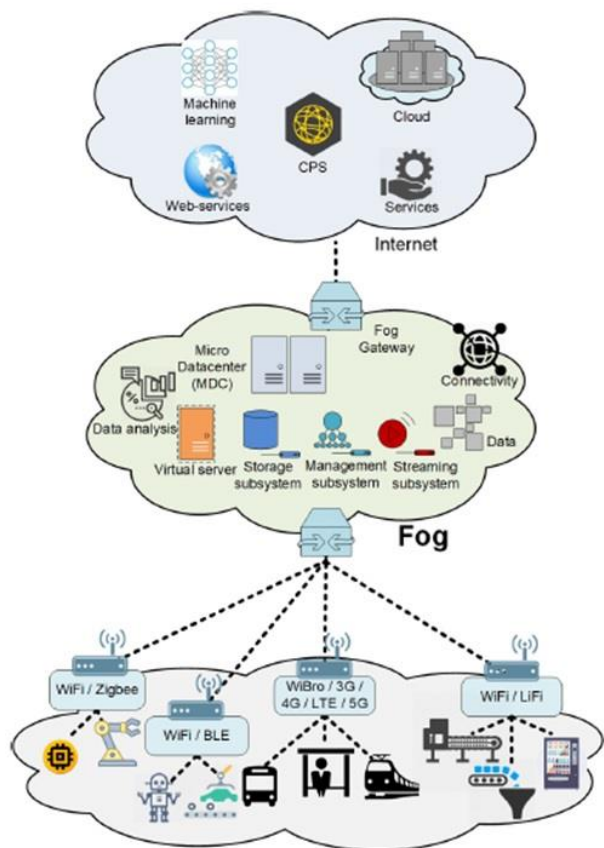 Machine
learning
Cloud
CPS
Web-services
Services
Internet
Micro
Datacenter
(MDC)
Fog
Gateway
Connectivity
Data analysis
Data
Virtual server
Storage
subsystem
Management
subsystem
Streaming
subsystem
Fog
WiFi / Zigbee
WiFi / BLE
WiBro / 3G /
4G / LTE / 5G
WiFi / LiFi